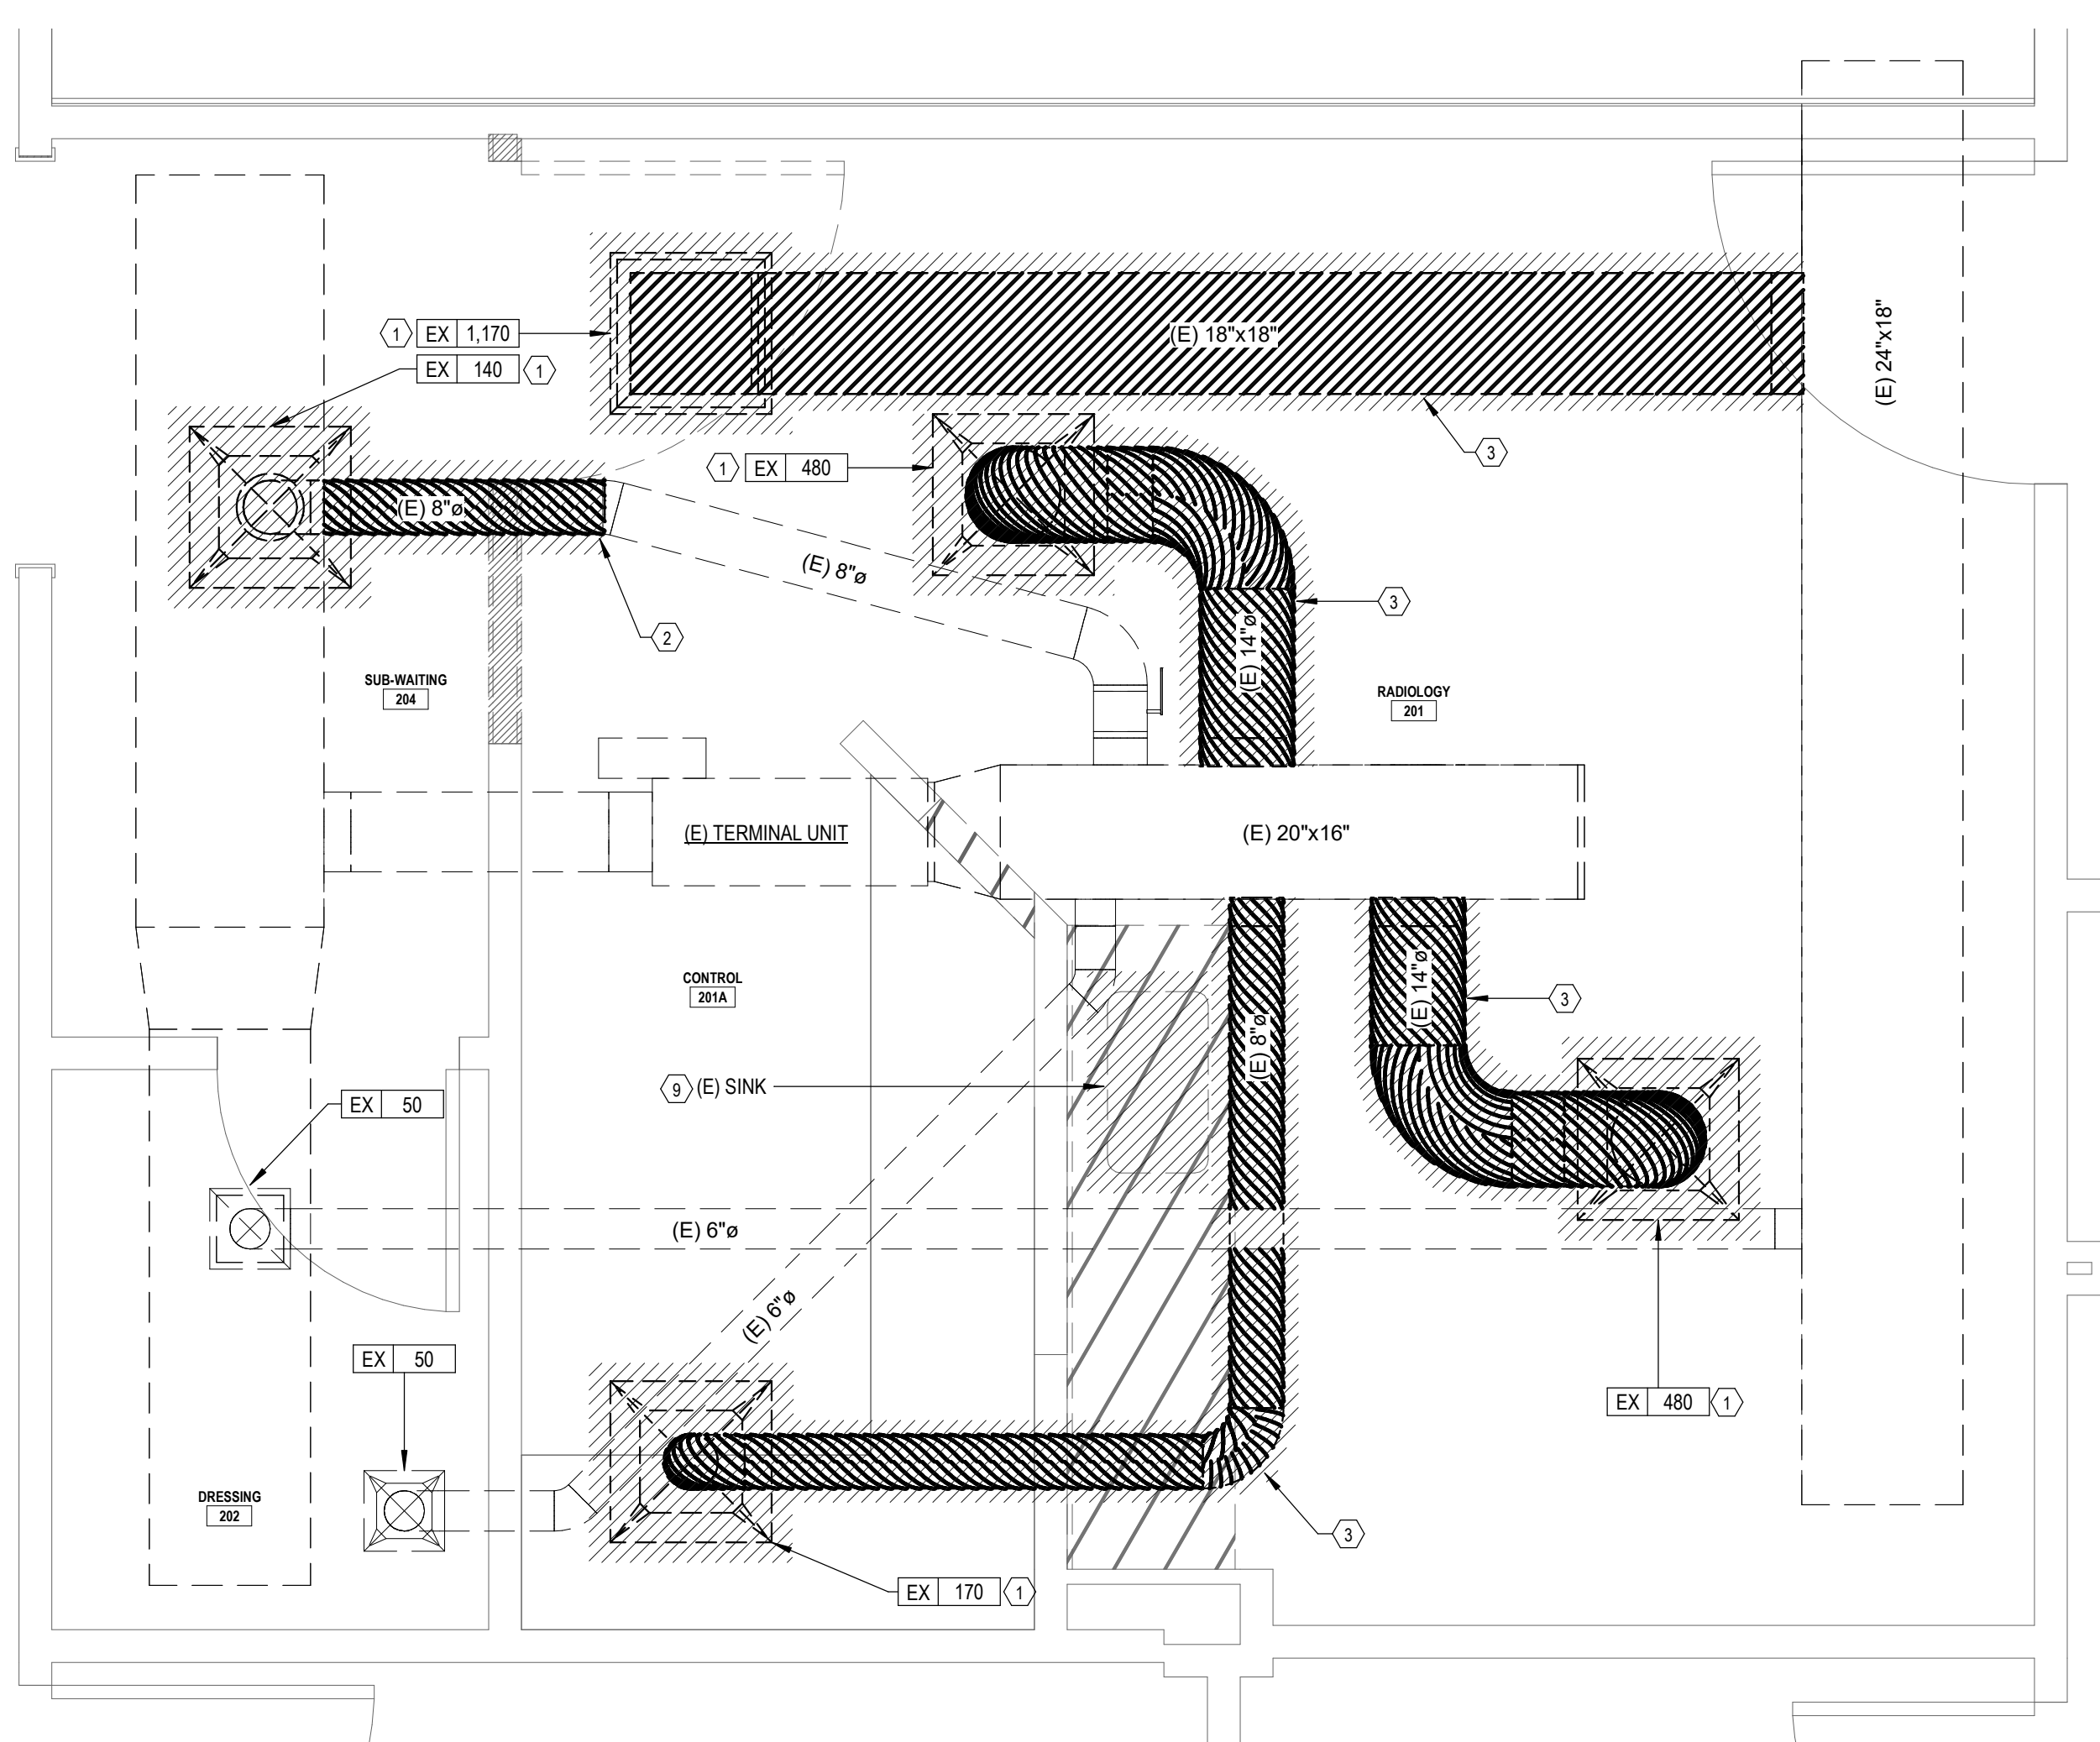 (E) 18"x18"
(E) 24"x18"
1 EX 1,170
EX 140 1
1 EX 480
3
(E) 8"ø
(E) 8"ø
3
2
(E) 14"ø
SUB-WAITING
204
RADIOLOGY
201
(E) TERMINAL UNIT
(E) 20"x16"
CONTROL
201A
(E) 14"ø
3
(E) 8"ø
9 (E) SINK
EX 50
(E) 6"ø
(E) 6"ø
EX 50
EX 480 1
DRESSING
202
3
EX 170 1